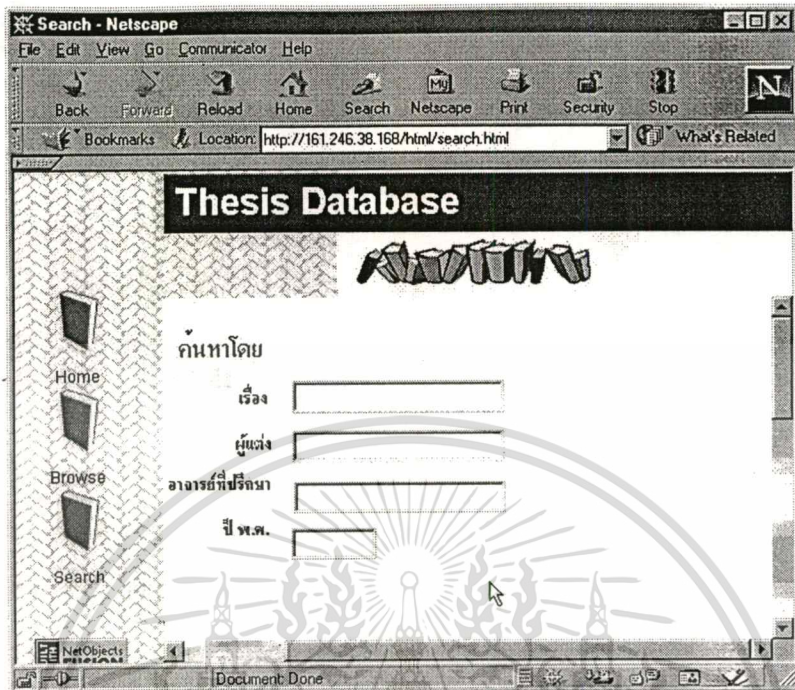 Search - Netscape
File Edit View Go Communicator Help
Back Forward Reload Home Search Netscape Print Security Stop
My
N
Bookmarks Location: http://161.246.38.168/html/search.html What's Related
Thesis Database
ค้นหาโดย
Home
เรื่อง
ผู้แต่ง
Browse
อาจารย์ที่ปรึกษา
ปี พ.ศ.
Search
NetObjects
FUSION
Document: Done